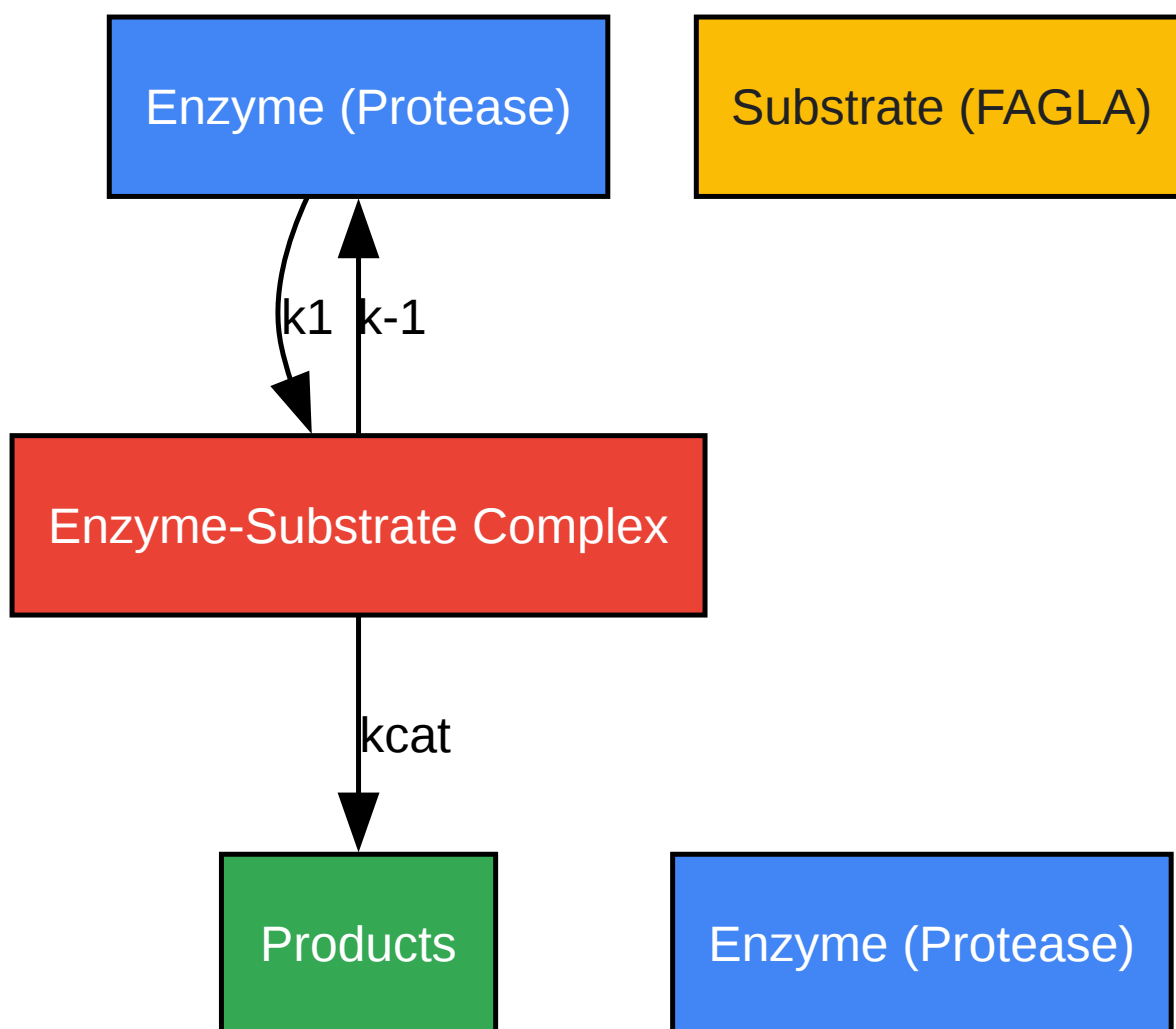 Enzyme (Protease)
Substrate (FAGLA)
k1
k-1
Enzyme-Substrate Complex
kcat
Products
Enzyme (Protease)